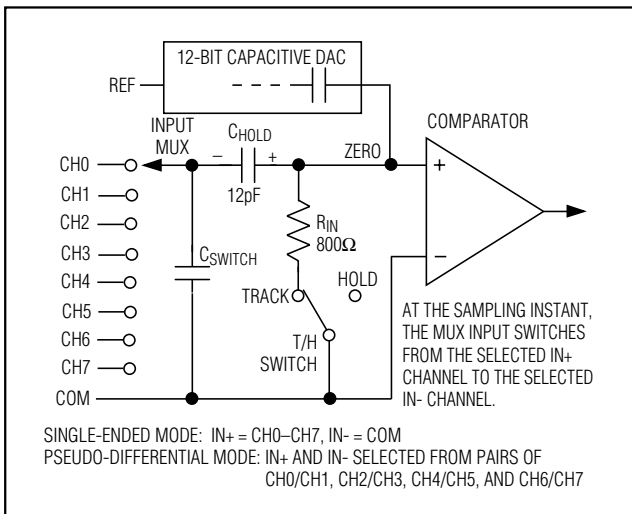 12-BIT CAPACITIVE DAC
REF
INPUT
MUX
C HOLD
COMPARATOR
ZERO
– +
+
12pF
CH0
CH1
CH2
CH3
CH4
CH5
CH6
CH7
COM
R IN
800Ω
C SWITCH
–
HOLD
TRACK
T/H
SWITCH
AT THE SAMPLING INSTANT,
THE MUX INPUT SWITCHES
FROM THE SELECTED IN+
CHANNEL TO THE SELECTED
IN- CHANNEL.
SINGLE-ENDED MODE: IN+ = CH0–CH7, IN- = COM
PSEUDO-DIFFERENTIAL MODE: IN+ AND IN- SELECTED FROM PAIRS OF
CH0/CH1, CH2/CH3, CH4/CH5, AND CH6/CH7